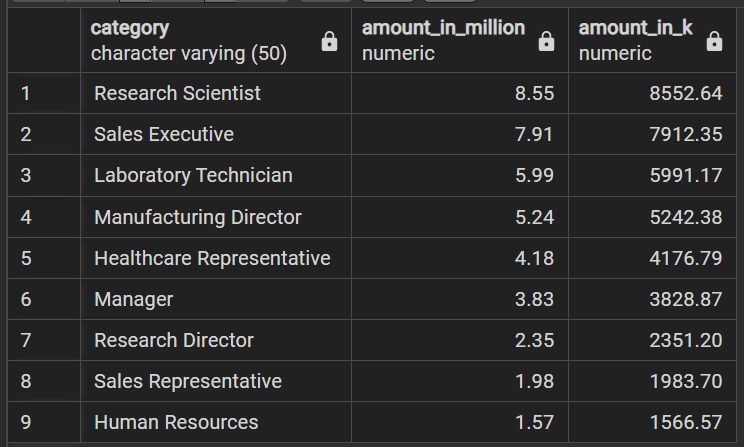 category amount_in_million amount_in_k
character varying (50) numeric numeric
1 Research Scientist 8.55 8552.64
2 Sales Executive 7.91 7912.35
3 Laboratory Technician 5.99 5991.17
4 Manufacturing Director 5.24 5242.38
5 Healthcare Representative 4.18 4176.79
6 Manager 3.83 3828.87
7 Research Director 2.35 2351.20
8 Sales Representative 1.98 1983.70
9 Human Resources 1.57 1566.57